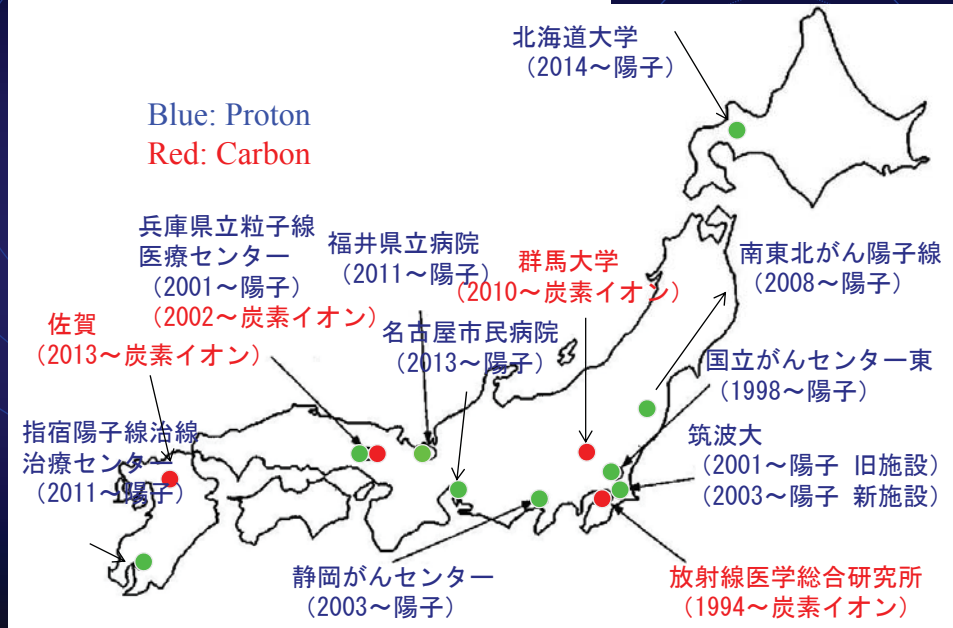 北海道大学
(2014～陽子)
Blue: Proton
Red: Carbon
兵庫県立粒子線
医療センター
(2001～陽子)
(2002～炭素イオン)
福井県立病院
(2011～陽子)
群馬大学
(2010～炭素イオン)
南東北がん陽子線
(2008～陽子)
佐賀
(2013～炭素イオン)
名古屋市民病院
(2013～陽子)
国立がんセンター東
(1998～陽子)
指宿陽子線治線
治療センター
(2011～陽子)
筑波大
(2001～陽子 旧施設)
(2003～陽子 新施設)
静岡がんセンター
(2003～陽子)
放射線医学総合研究所
(1994～炭素イオン)